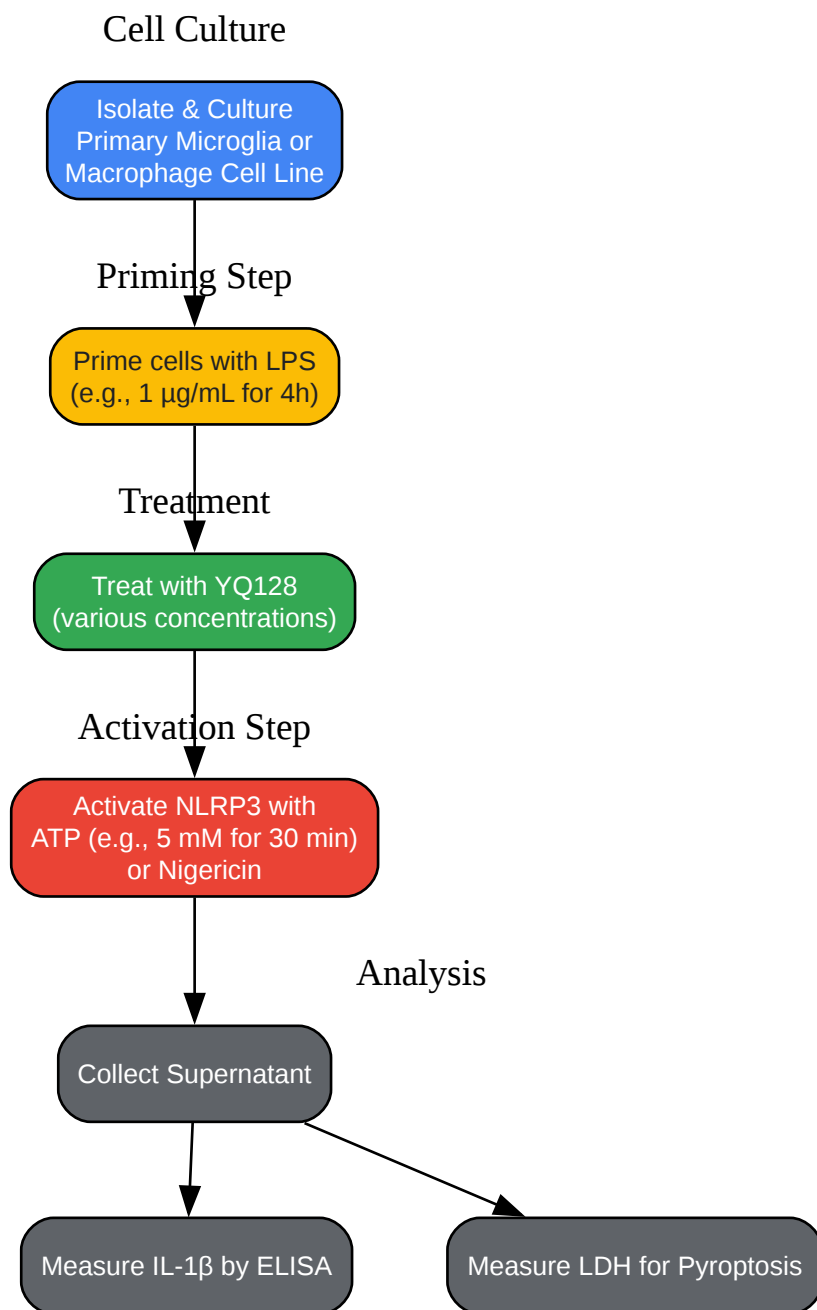 Cell Culture
Isolate & Culture
Primary Microglia or
Macrophage Cell Line
Priming Step
Prime cells with LPS
(e.g., 1 µg/mL for 4h)
Treatment
Treat with YQ128
(various concentrations)
Activation Step
Activate NLRP3 with
ATP (e.g., 5 mM for 30 min)
or Nigericin
Analysis
Collect Supernatant
Measure IL-1β by ELISA
Measure LDH for Pyroptosis